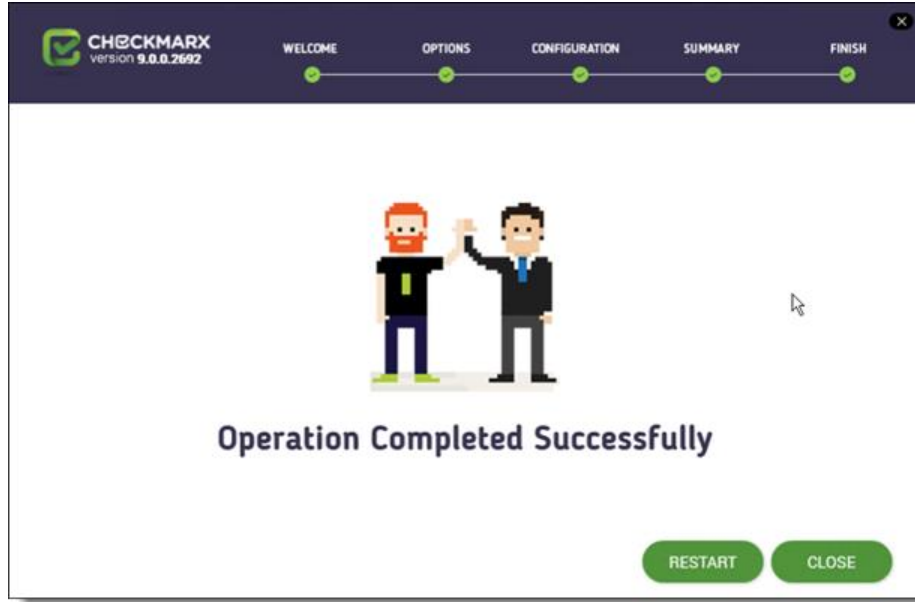 CHECKMARX
version 9.0.0.2692
WELCOME
OPTIONS
CONFIGURATION
SUMMARY
FINISH
Operation Completed Successfully
RESTART
CLOSE